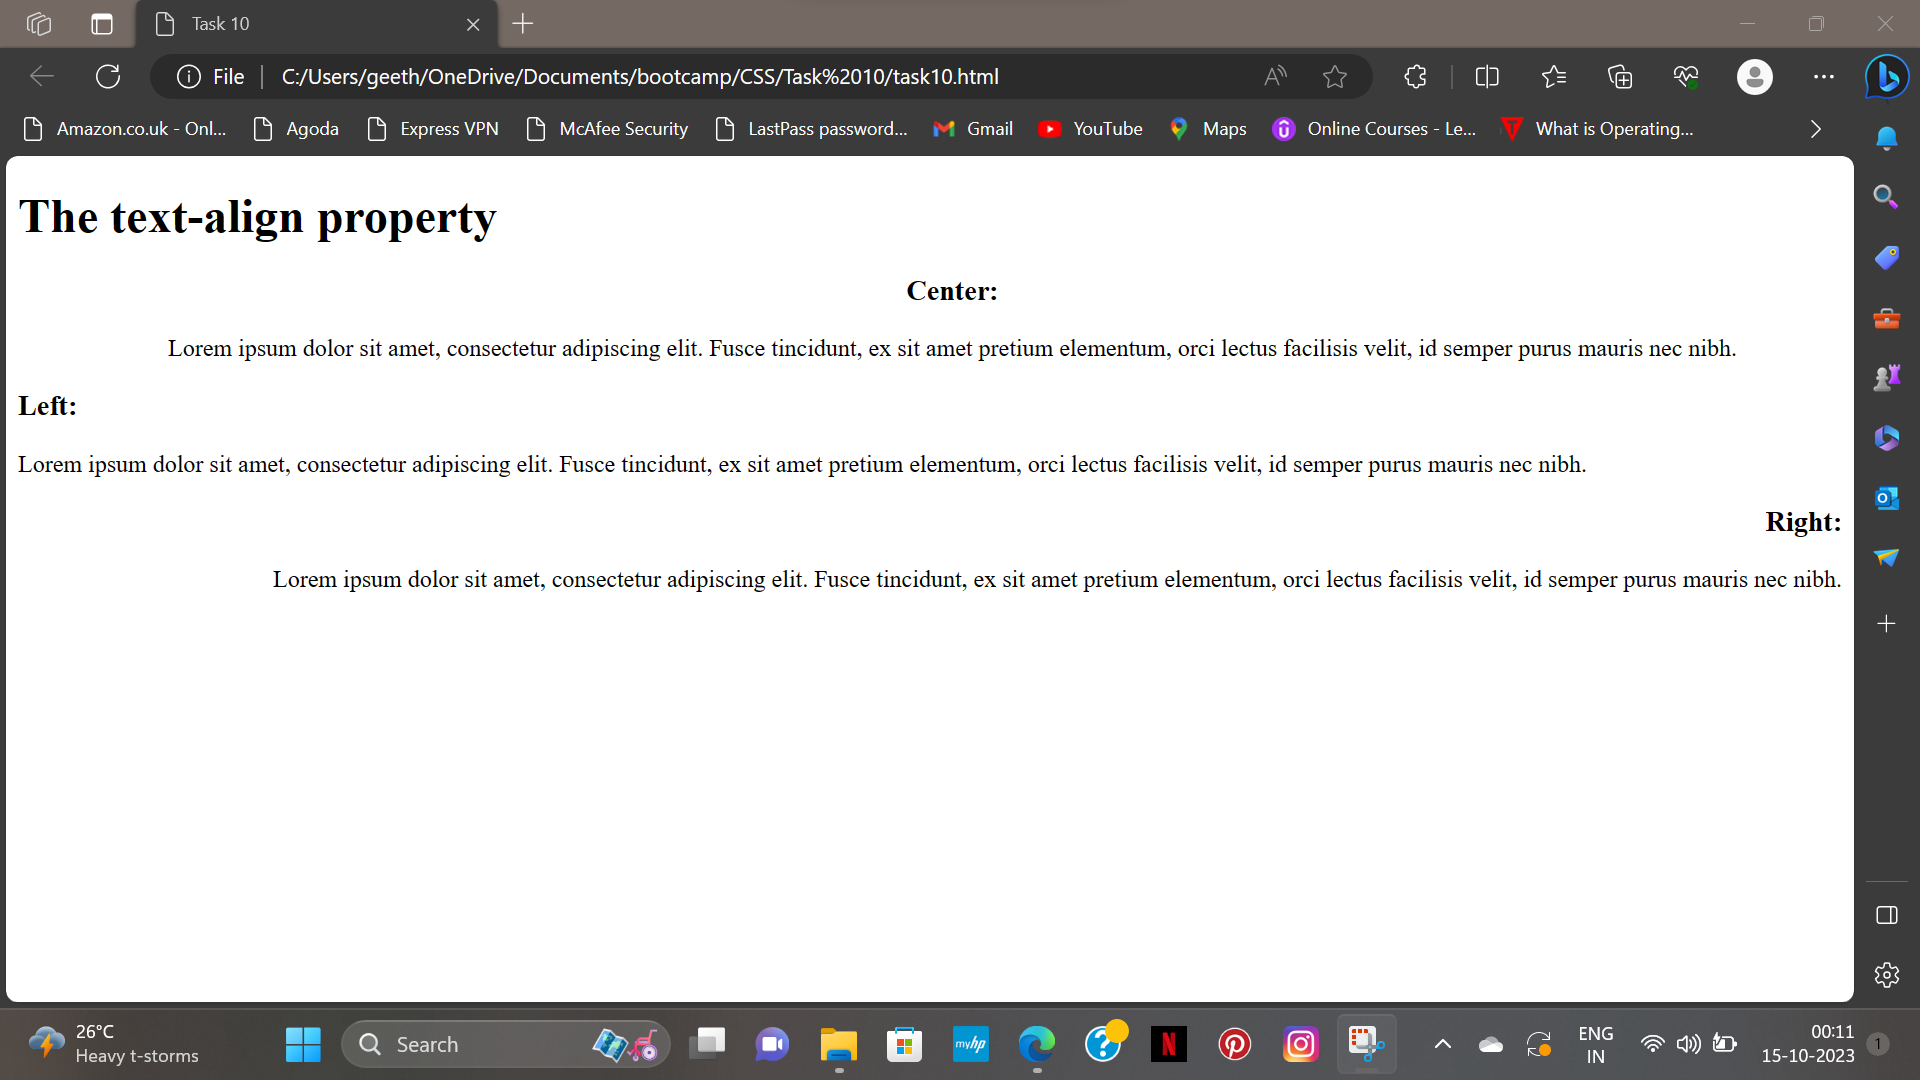 Task 10
File
C:/Users/geeth/OneDrive/Documents/bootcamp/CSS/Task%2010/task10.html
Amazon.co.uk - Onl...
Agoda
Express VPN
McAfee Security
LastPass password...
Gmail
YouTube
Maps
Online Courses - Le...
What is Operating...
The text-align property
Center:
Lorem ipsum dolor sit amet, consectetur adipiscing elit. Fusce tincidunt, ex sit amet pretium elementum, orci lectus facilisis velit, id semper purus mauris nec nibh.
Left:
Lorem ipsum dolor sit amet, consectetur adipiscing elit. Fusce tincidunt, ex sit amet pretium elementum, orci lectus facilisis velit, id semper purus mauris nec nibh.
Right:
Lorem ipsum dolor sit amet, consectetur adipiscing elit. Fusce tincidunt, ex sit amet pretium elementum, orci lectus facilisis velit, id semper purus mauris nec nibh.
26°C
Heavy t-storms
Search
myhp
ENG
IN
00:11
15-10-2023
1